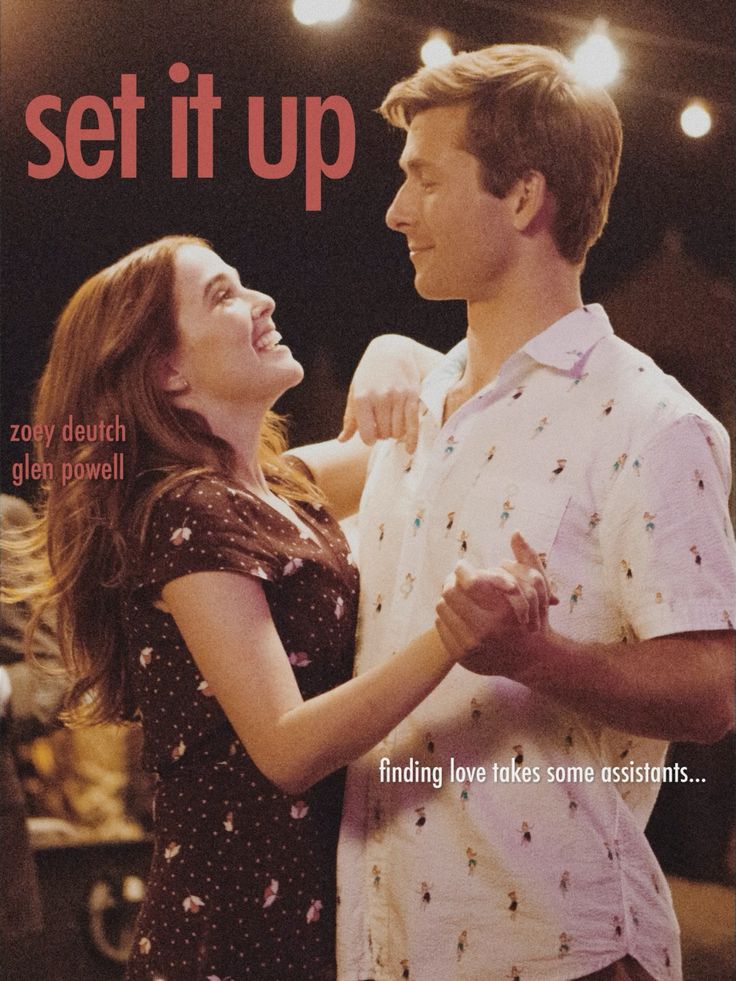 set it up
zoey deutch
glen powell
finding love takes some assistants...